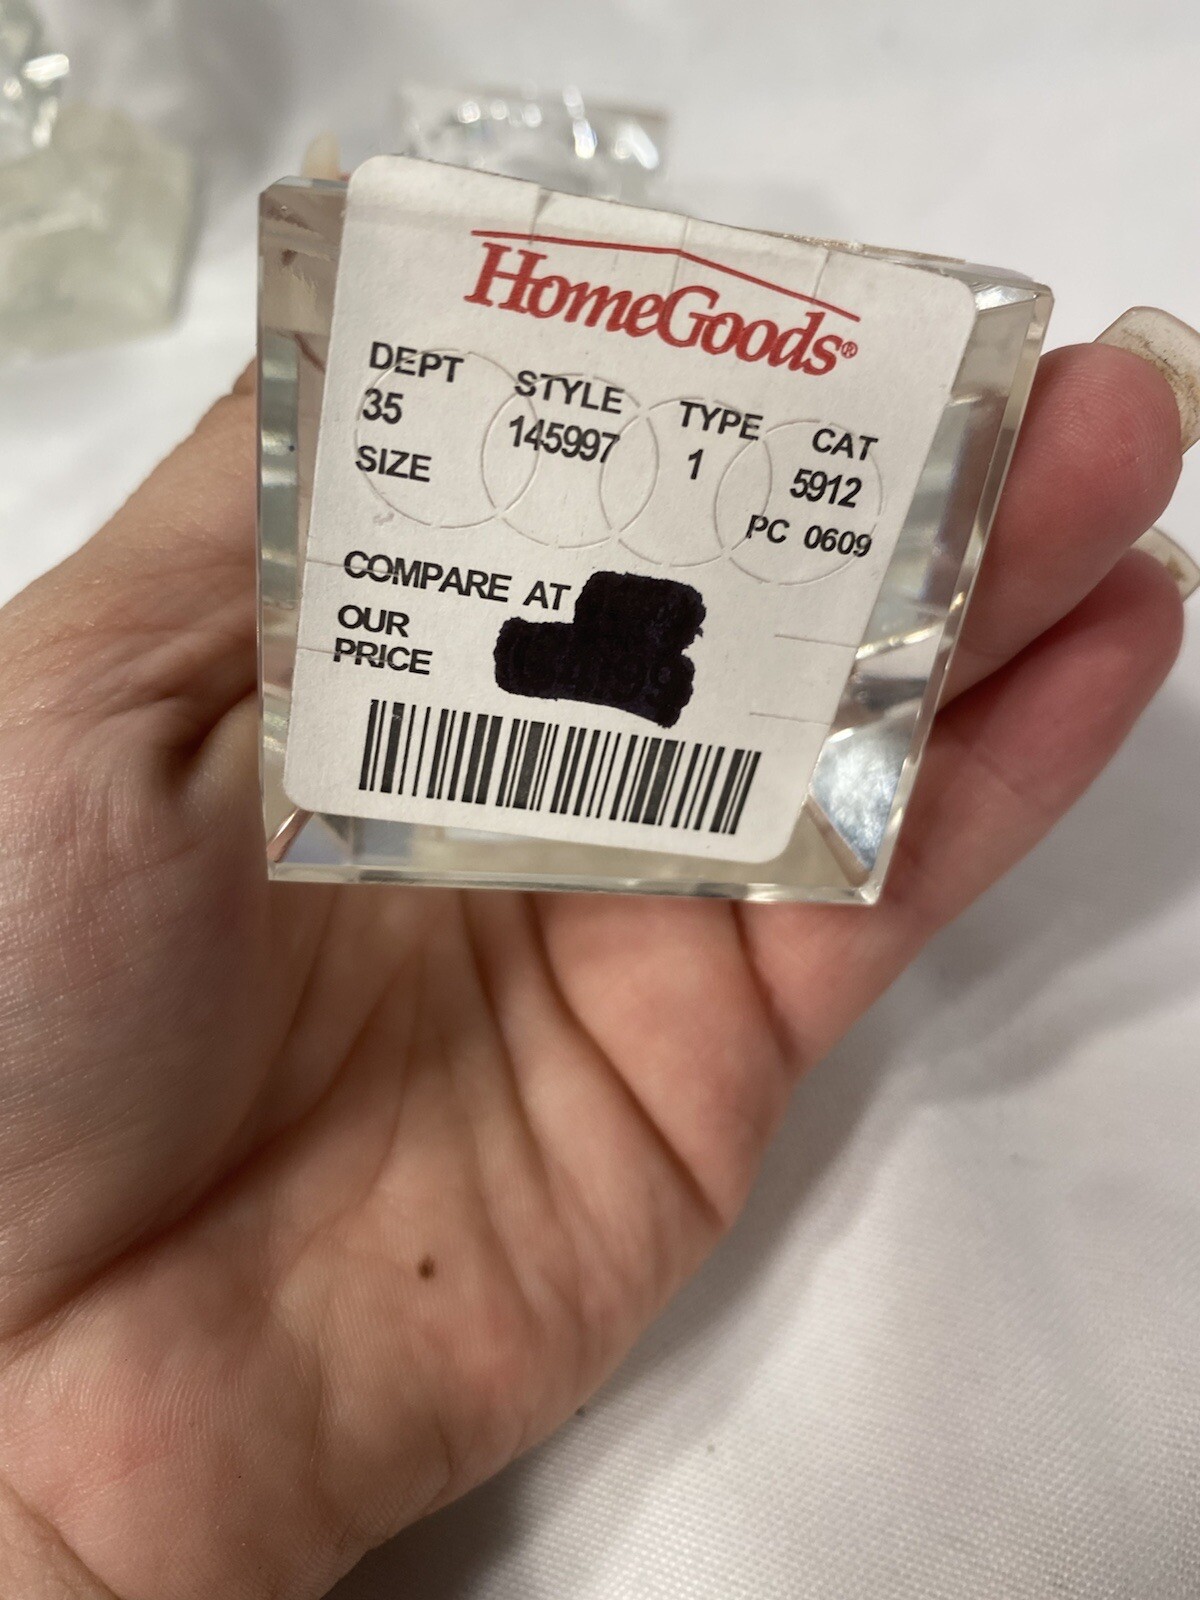 HomeGoods®
DEPT STYLE TYPE CAT
35 145997 1 5912
SIZE PC 0609
COMPARE AT
OUR
PRICE